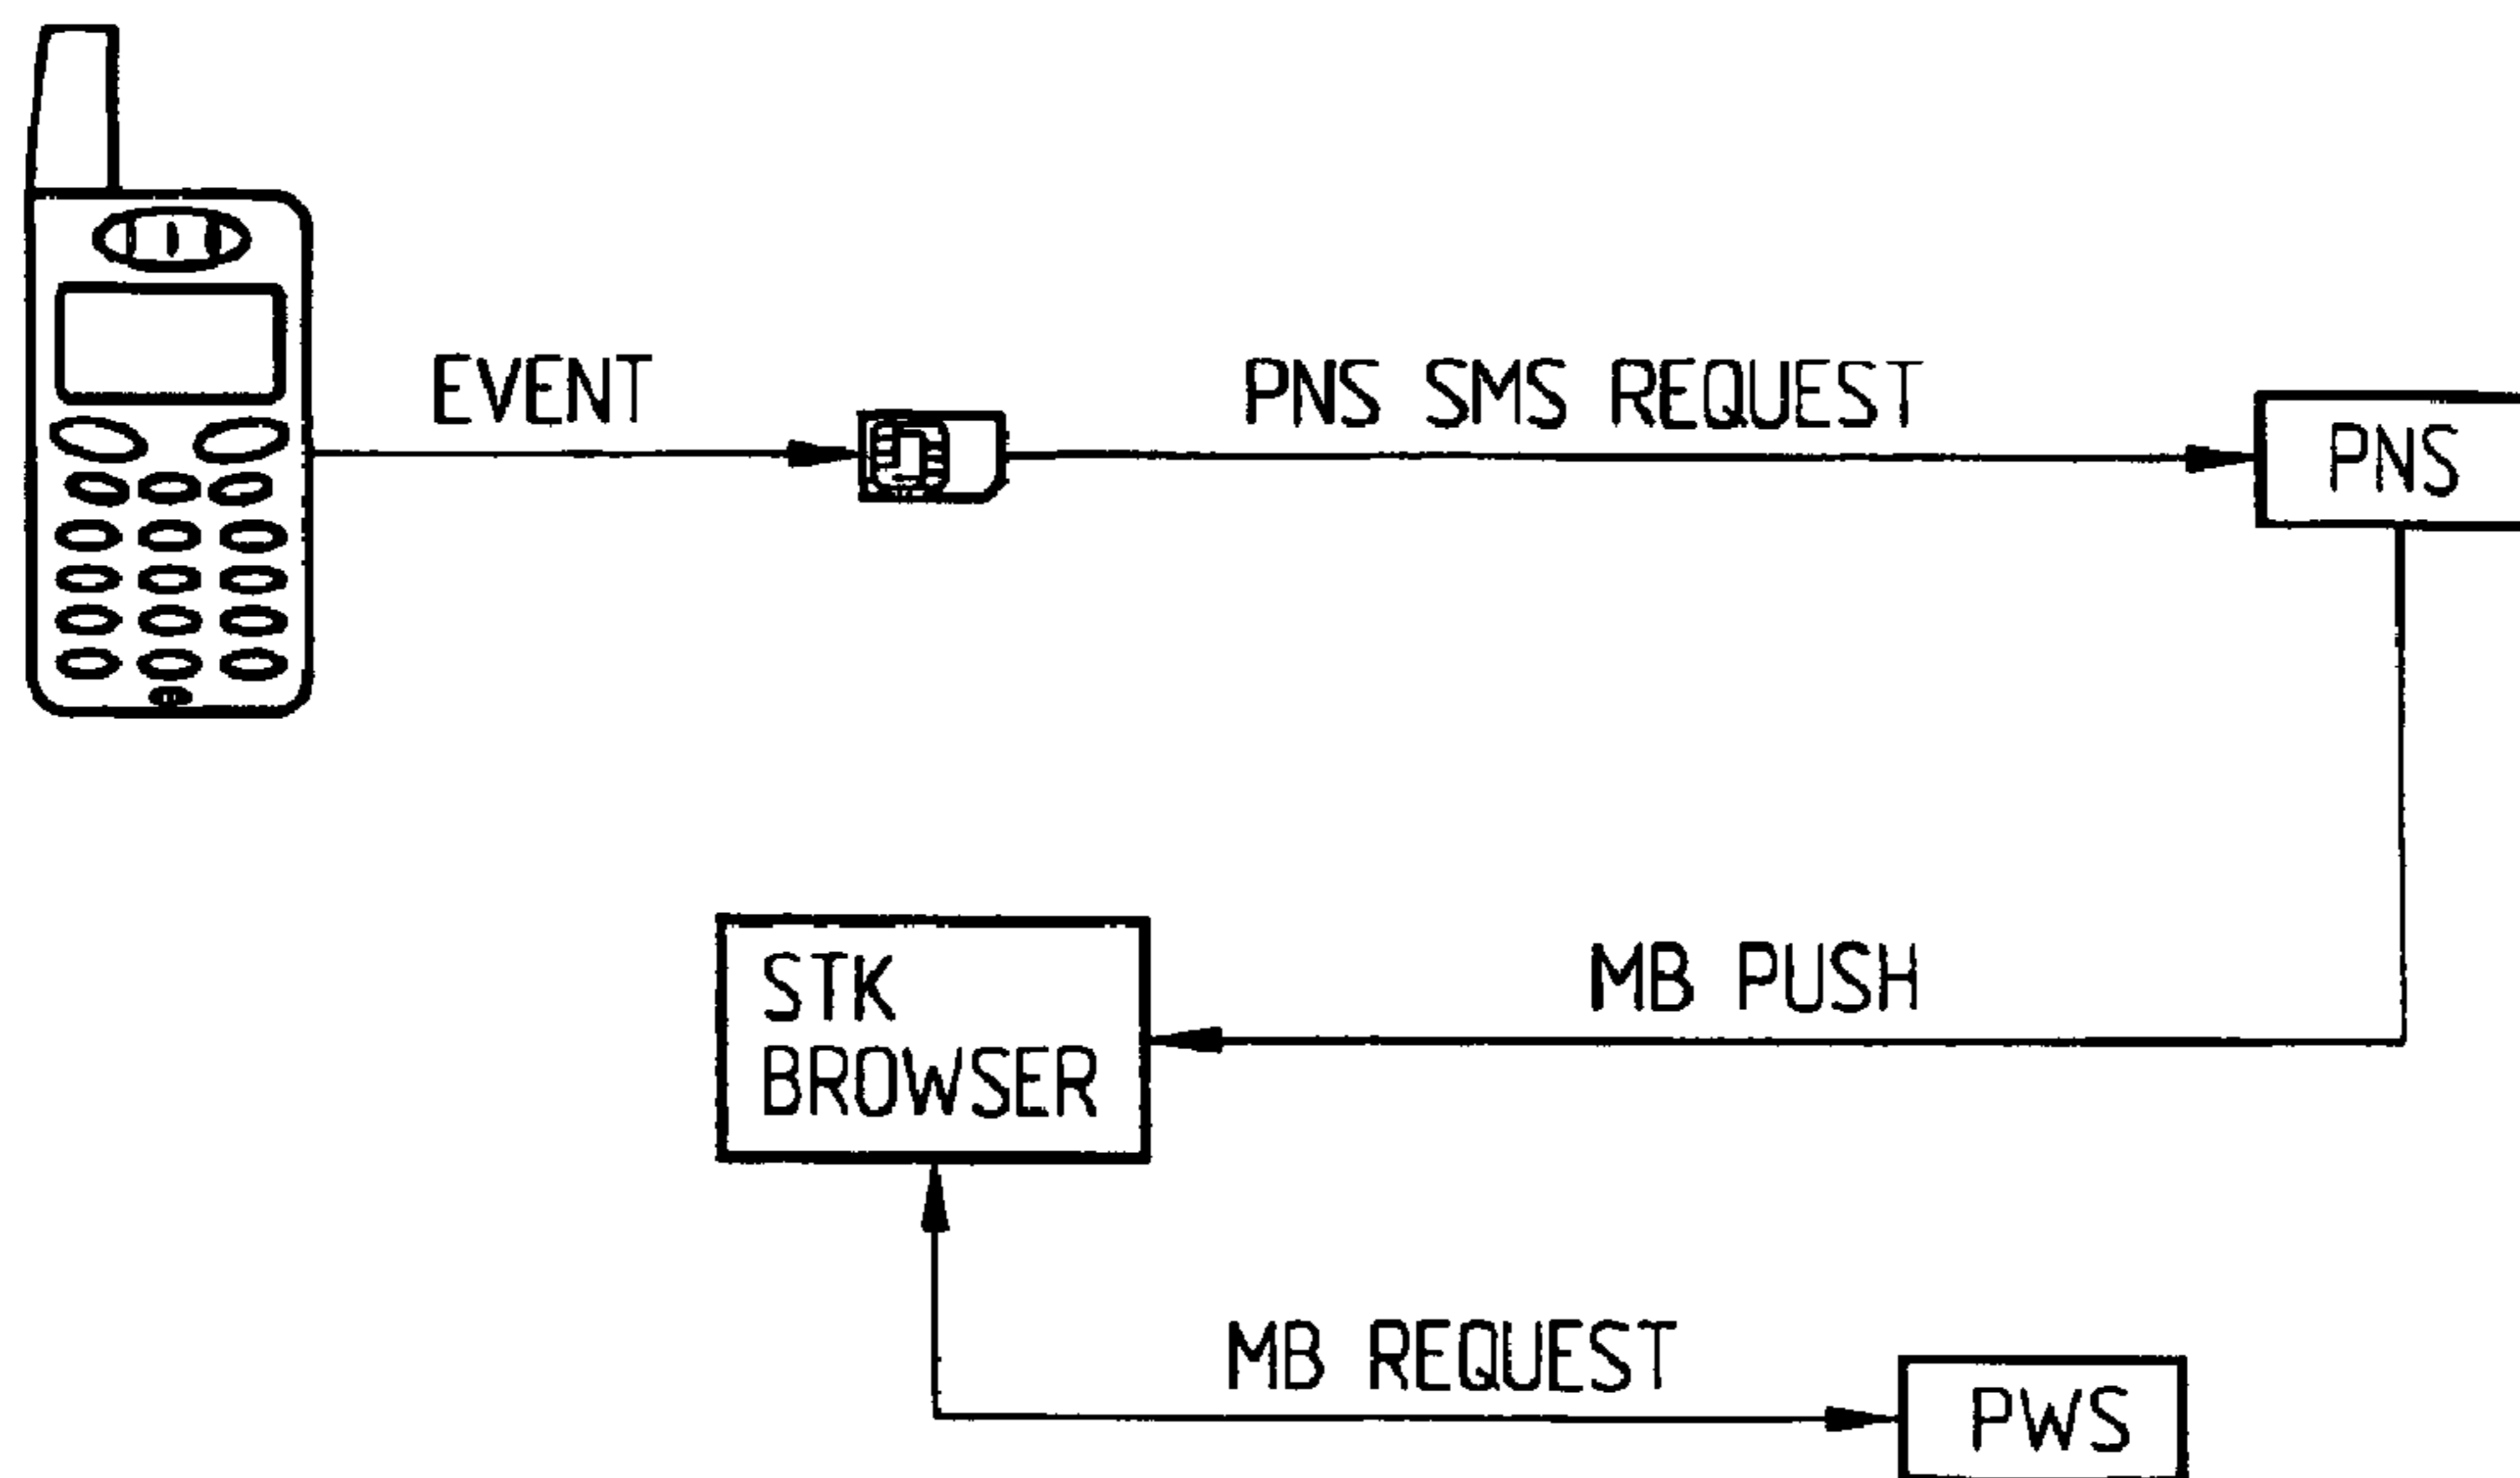 EVENT
PNS SMS REQUEST
PNS
STK
BROWSER
MB PUSH
MB REQUEST
PWS